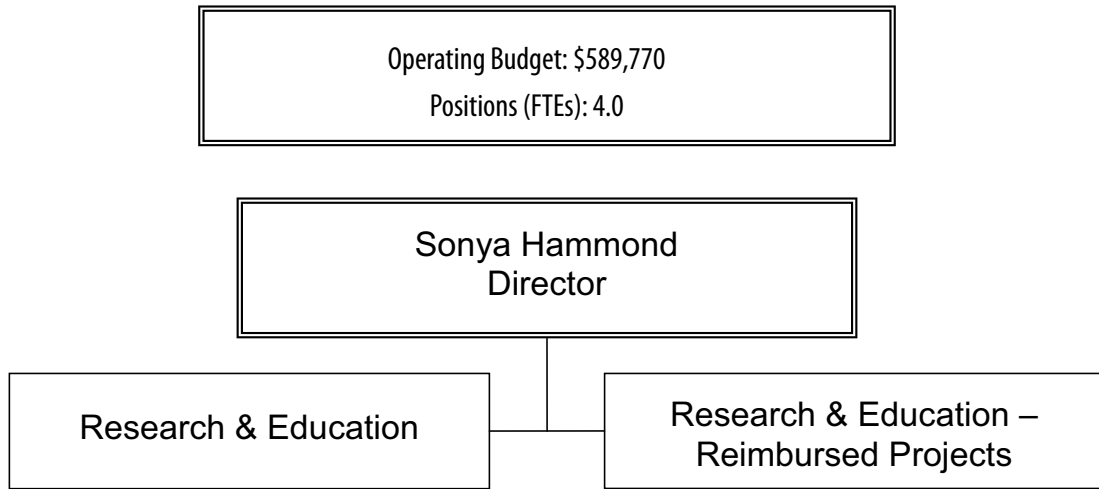 Operating Budget: $589,770
Positions (FTEs): 4.0
Sonya Hammond
Director
Research & Education
Research & Education –
Reimbursed Projects